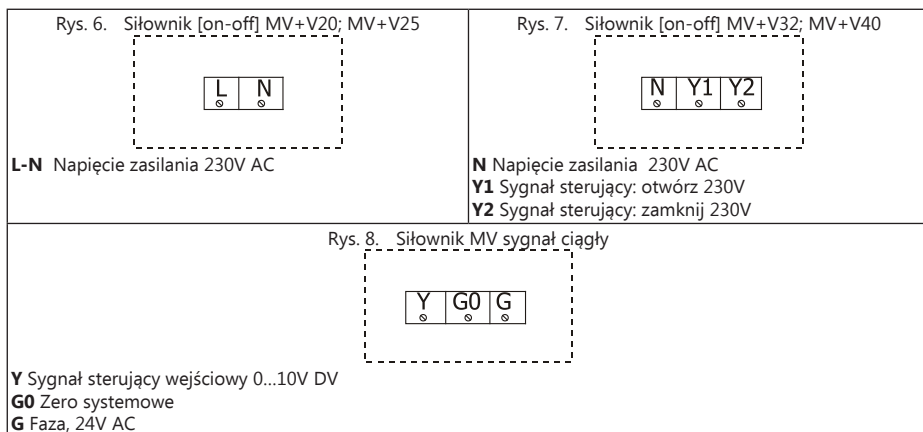 Rys. 6. Siłownik [on-off] MV+V20; MV+V25
L N
L-N Napięcie zasilania 230V AC
Rys. 7. Siłownik [on-off] MV+V32; MV+V40
N Y1 Y2
N Napięcie zasilania 230V AC
Y1 Sygnał sterujący: otwórz 230V
Y2 Sygnał sterujący: zamknij 230V
Rys. 8. Siłownik MV sygnał ciągły
Y G0 G
Y Sygnał sterujący wejściowy 0...10V DV
G0 Zero systemowe
G Faza, 24V AC